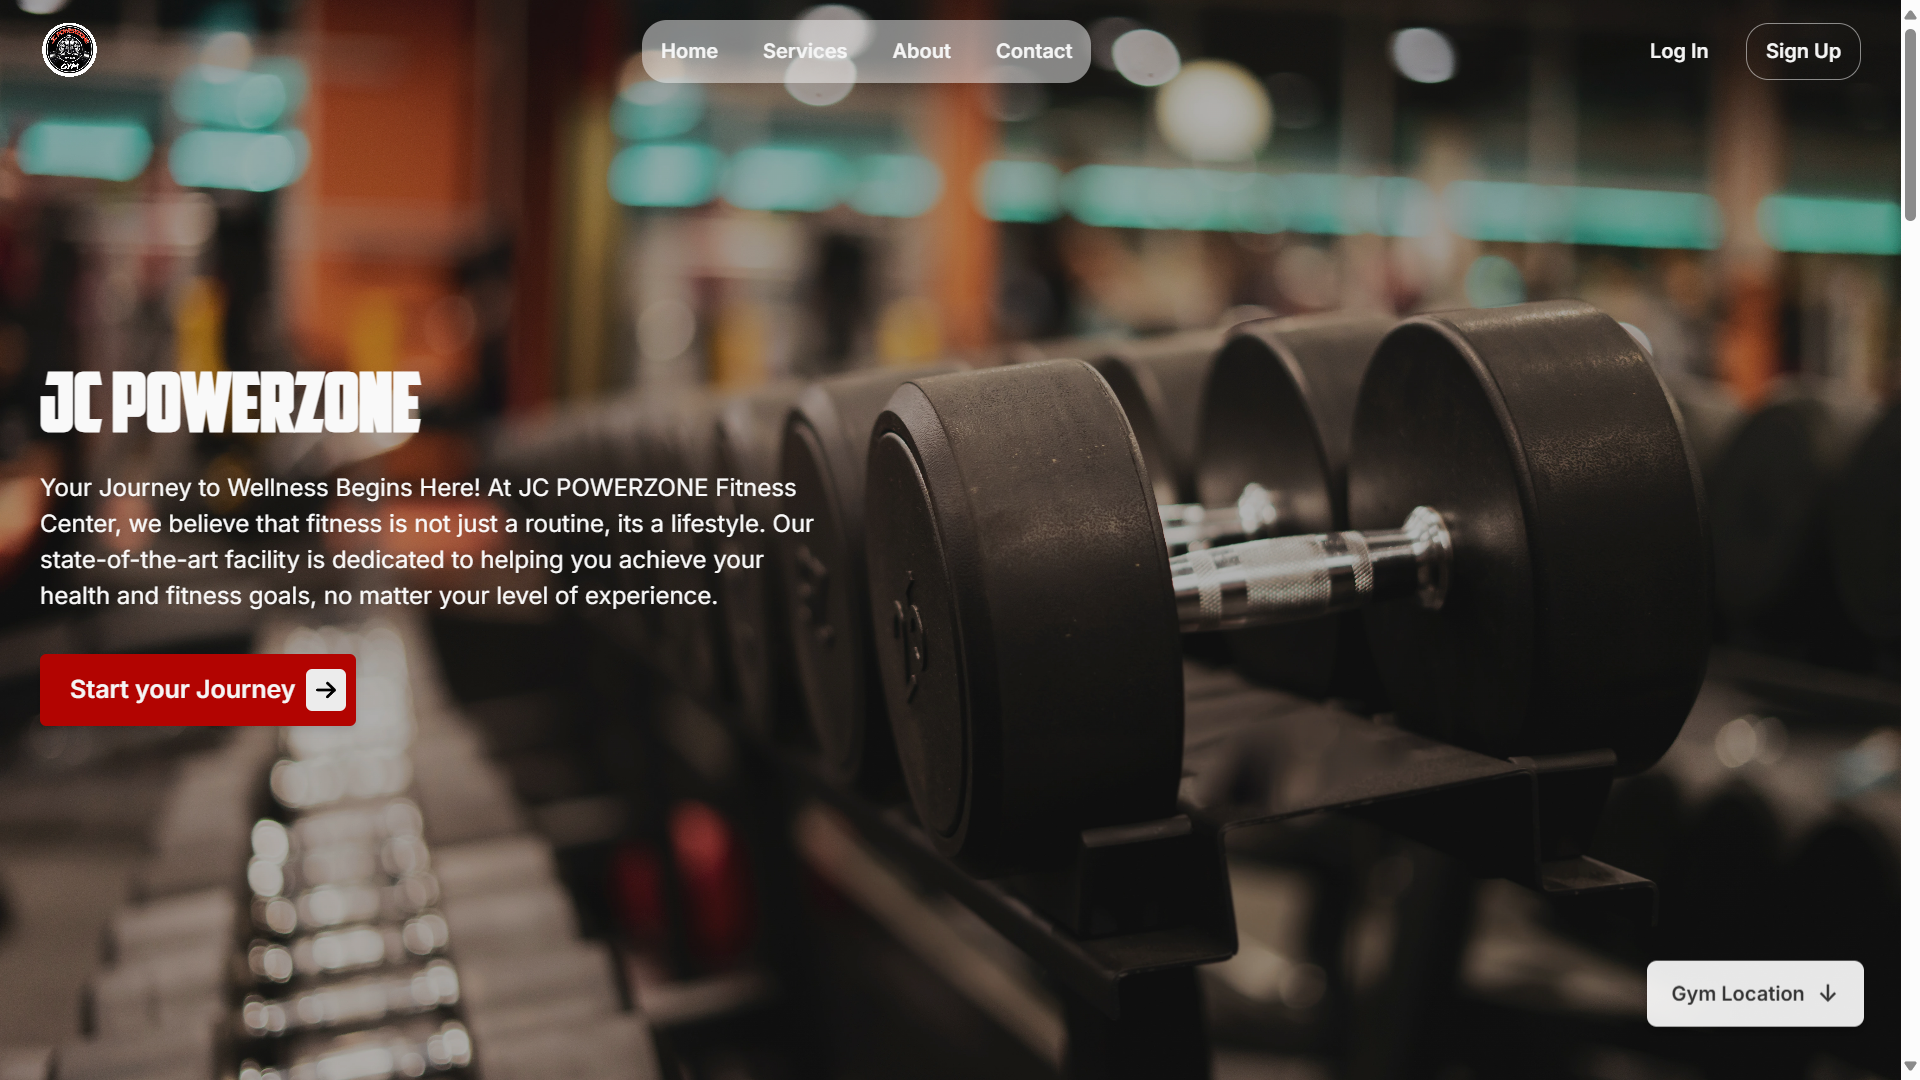 Home Services About Contact
Log In Sign Up
JC POWERZONE
Your Journey to Wellness Begins Here! At JC POWERZONE Fitness
Center, we believe that fitness is not just a routine, its a lifestyle. Our
state-of-the-art facility is dedicated to helping you achieve your
health and fitness goals, no matter your level of experience.
Start your Journey
Gym Location